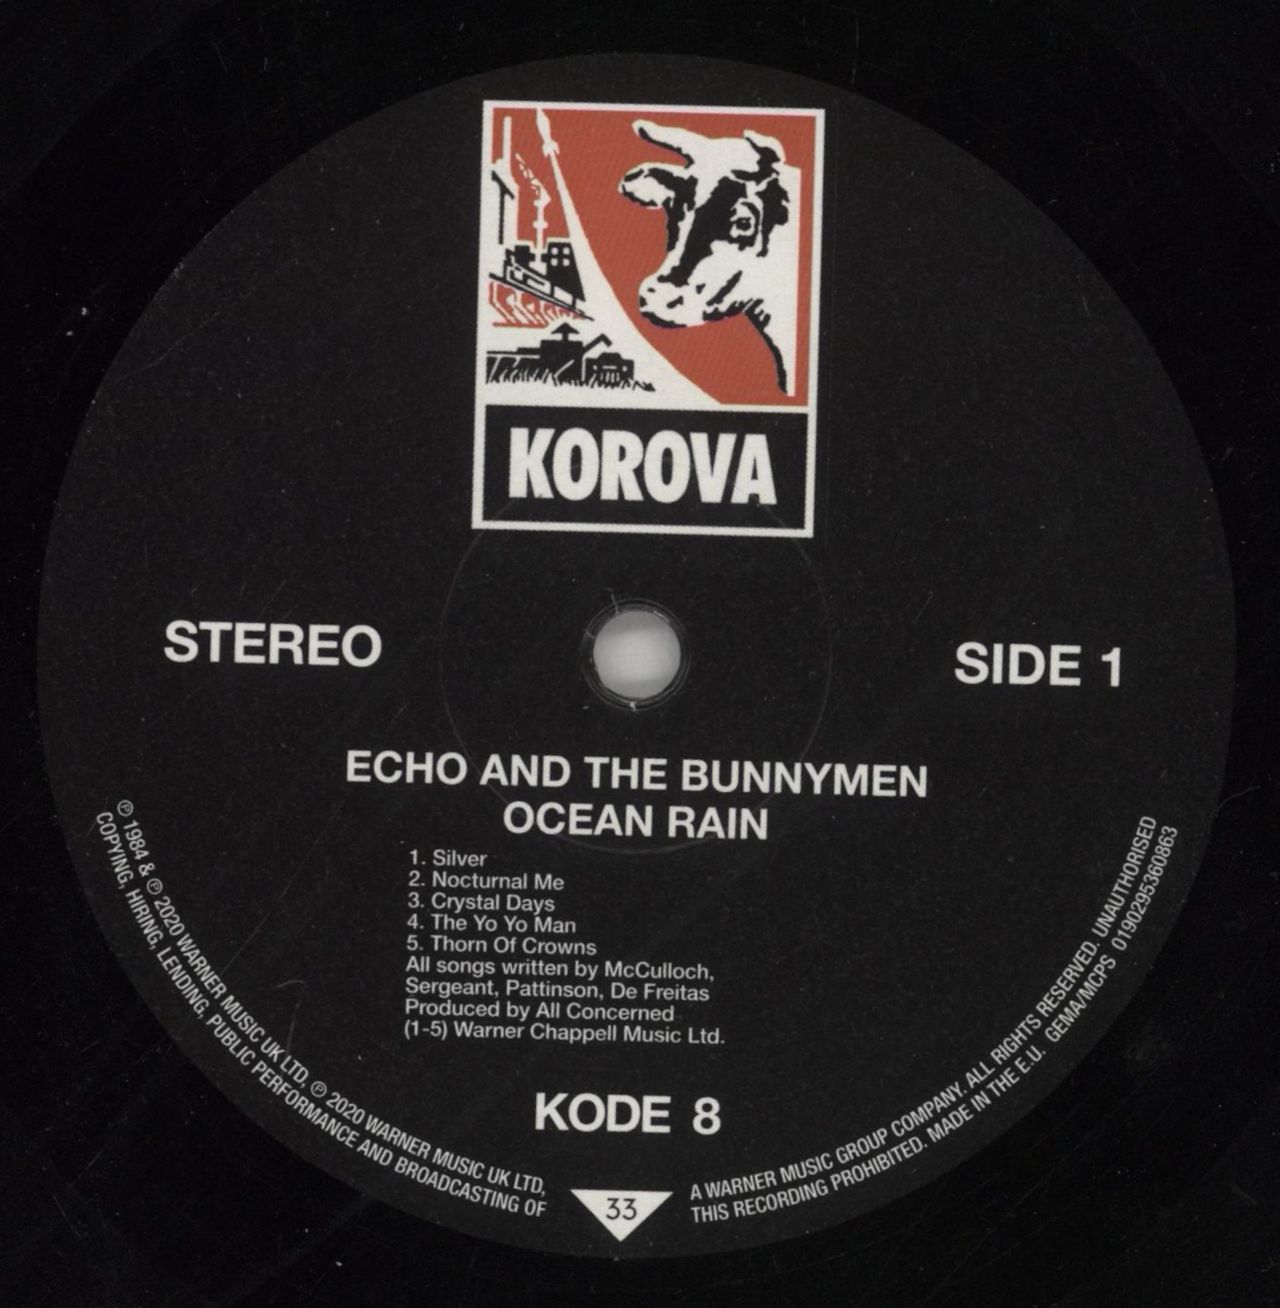 KOROVA
STEREO
SIDE 1
ECHO AND THE BUNNYMEN
OCEAN RAIN
1. Silver
2. Nocturnal Me
3. Crystal Days
4. The Yo Yo Man
5. Thorn Of Crowns
All songs written by McCulloch,
Sergeant, Pattinson, De Freitas
Produced by All Concerned
(1-5) Warner Chappell Music Ltd.
KODE 8
℗ 1984 & ℗ 2020 WARNER MUSIC UK LTD, ℗ 2020 WARNER MUSIC UK LTD,
COPYING, HIRING, LENDING, PUBLIC PERFORMANCE AND BROADCASTING OF
33
A WARNER MUSIC GROUP COMPANY. ALL RIGHTS RESERVED. UNAUTHORISED
THIS RECORDING PROHIBITED. MADE IN THE E.U. GEMA/MCPS 0190295360863